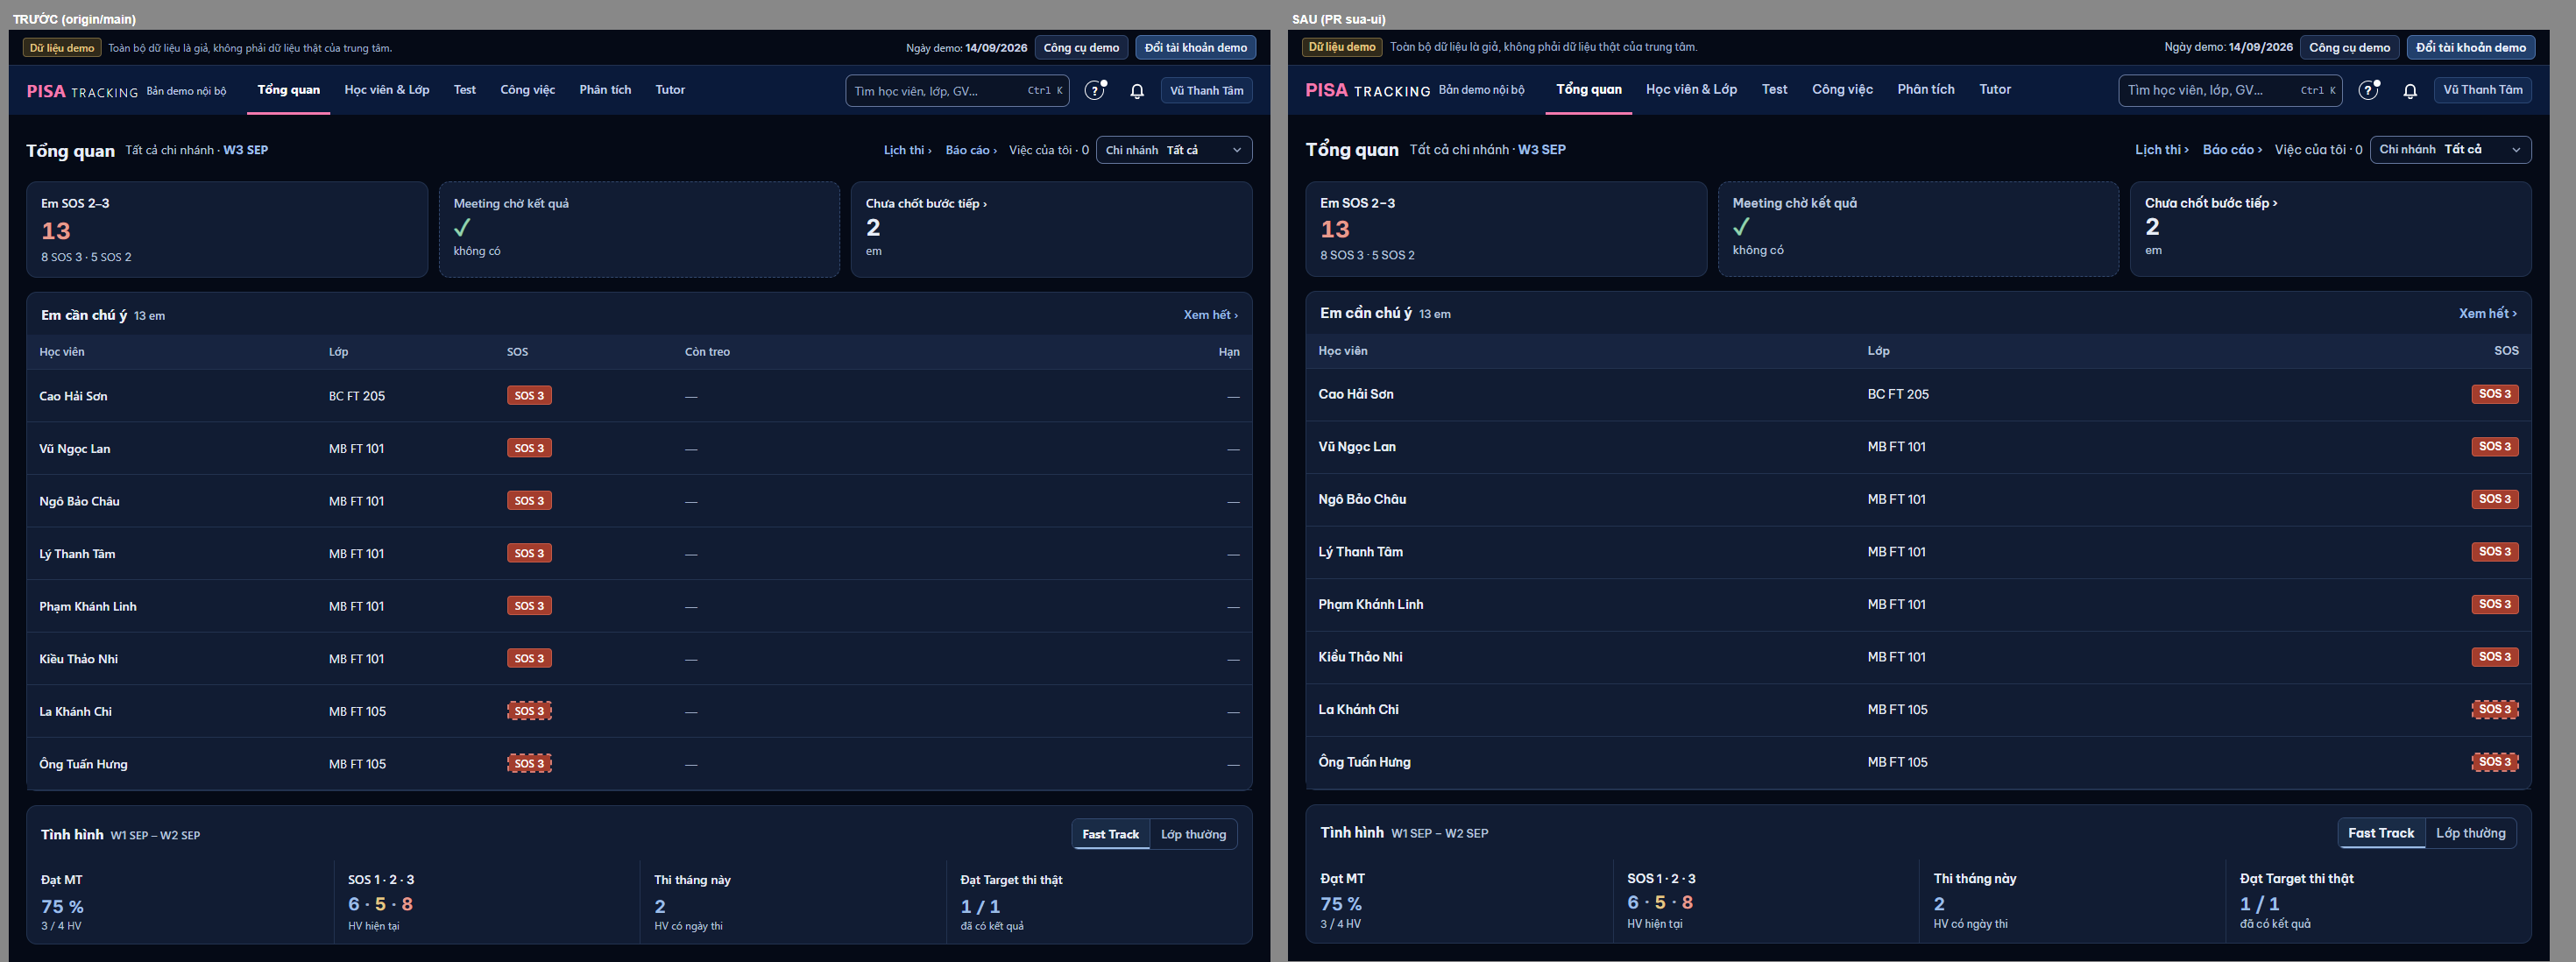 TRƯỚC (origin/main)
Dữ liệu demo Toàn bộ dữ liệu là giả, không phải dữ liệu thật của trung tâm. Ngày demo: 14/09/2026 Công cụ demo Đổi tài khoản demo
PISA TRACKING Bản demo nội bộ Tổng quan Học viên & Lớp Test Công việc Phân tích Tutor Tìm học viên, lớp, GV... Ctrl K ? Vũ Thanh Tâm
Tổng quan Tất cả chi nhánh · W3 SEP Lịch thi › Báo cáo › Việc của tôi · 0 Chi nhánh Tất cả
Em SOS 2–3 Meeting chờ kết quả Chưa chốt bước tiếp ›
13 ✓ 2
8 SOS 3 · 5 SOS 2 không có em
Em cần chú ý 13 em Xem hết ›
Học viên Lớp SOS Còn treo Hạn
Cao Hải Sơn BC FT 205 SOS 3 — —
Vũ Ngọc Lan MB FT 101 SOS 3 — —
Ngô Bảo Châu MB FT 101 SOS 3 — —
Lý Thanh Tâm MB FT 101 SOS 3 — —
Phạm Khánh Linh MB FT 101 SOS 3 — —
Kiều Thảo Nhi MB FT 101 SOS 3 — —
La Khánh Chi MB FT 105 SOS 3 — —
Ông Tuấn Hưng MB FT 105 SOS 3 — —
Tình hình W1 SEP – W2 SEP Fast Track Lớp thường
Đạt MT SOS 1 · 2 · 3 Thi tháng này Đạt Target thi thật
75 % 6 · 5 · 8 2 1 / 1
3 / 4 HV HV hiện tại HV có ngày thi đã có kết quả
SAU (PR sua-ui)
Dữ liệu demo Toàn bộ dữ liệu là giả, không phải dữ liệu thật của trung tâm. Ngày demo: 14/09/2026 Công cụ demo Đổi tài khoản demo
PISA TRACKING Bản demo nội bộ Tổng quan Học viên & Lớp Test Công việc Phân tích Tutor Tìm học viên, lớp, GV... Ctrl K ? Vũ Thanh Tâm
Tổng quan Tất cả chi nhánh · W3 SEP Lịch thi › Báo cáo › Việc của tôi · 0 Chi nhánh Tất cả
Em SOS 2–3 Meeting chờ kết quả Chưa chốt bước tiếp ›
13 ✓ 2
8 SOS 3 · 5 SOS 2 không có em
Em cần chú ý 13 em Xem hết ›
Học viên Lớp SOS
Cao Hải Sơn BC FT 205 SOS 3
Vũ Ngọc Lan MB FT 101 SOS 3
Ngô Bảo Châu MB FT 101 SOS 3
Lý Thanh Tâm MB FT 101 SOS 3
Phạm Khánh Linh MB FT 101 SOS 3
Kiều Thảo Nhi MB FT 101 SOS 3
La Khánh Chi MB FT 105 SOS 3
Ông Tuấn Hưng MB FT 105 SOS 3
Tình hình W1 SEP – W2 SEP Fast Track Lớp thường
Đạt MT SOS 1 · 2 · 3 Thi tháng này Đạt Target thi thật
75 % 6 · 5 · 8 2 1 / 1
3 / 4 HV HV hiện tại HV có ngày thi đã có kết quả